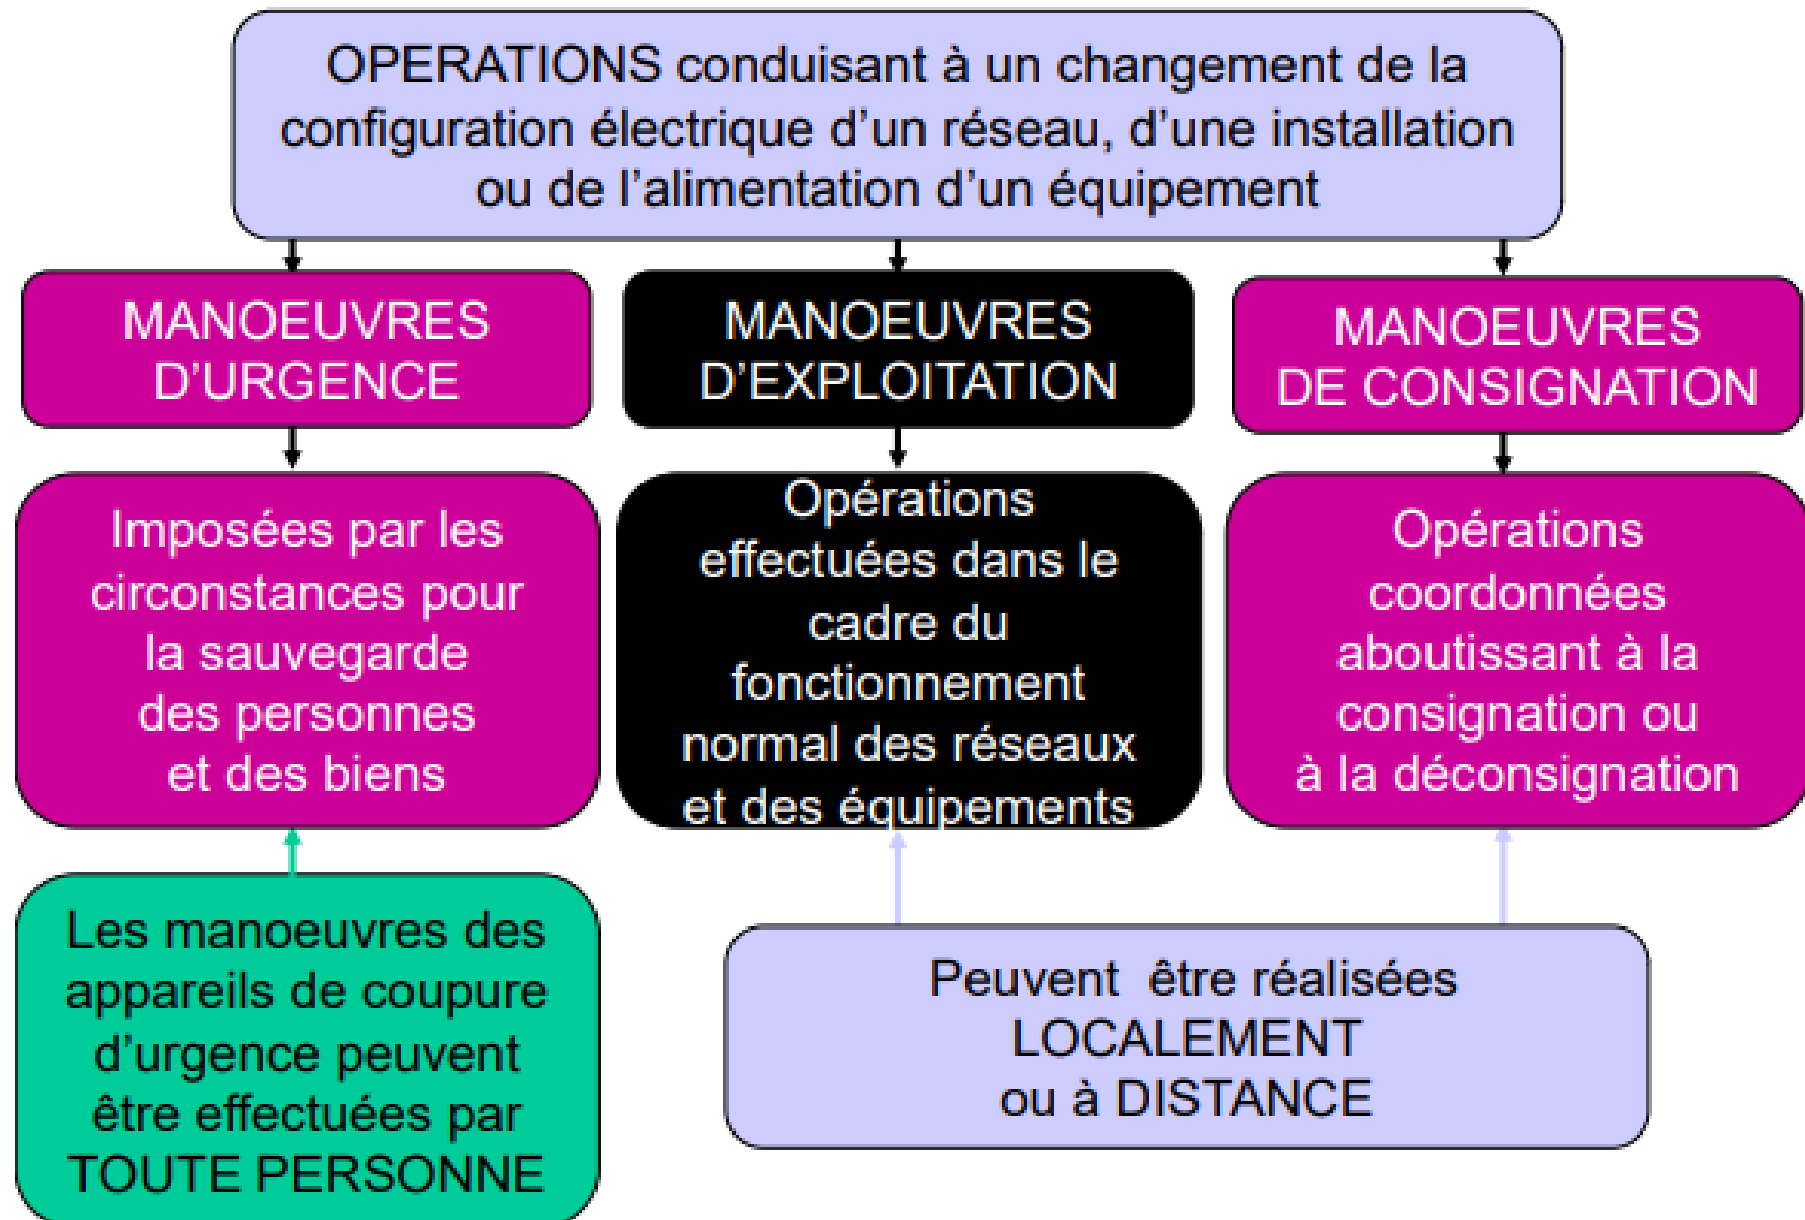 OPERATIONS conduisant à un changement de la
configuration électrique d'un réseau, d'une installation
ou de l'alimentation d'un équipement
MANOEUVRES
D'URGENCE
MANOEUVRES
D'EXPLOITATION
MANOEUVRES
DE CONSIGNATION
Imposées par les
circonstances pour
la sauvegarde
des personnes
et des biens
Opérations
effectuées dans le
cadre du
fonctionnement
normal des réseaux
et des équipements
Opérations
coordonnées
aboutissant à la
consignation ou
à la déconsignation
Les manoeuvres des
appareils de coupure
d'urgence peuvent
être effectuées par
TOUTE PERSONNE
Peuvent être réalisées
LOCALEMENT
ou à DISTANCE